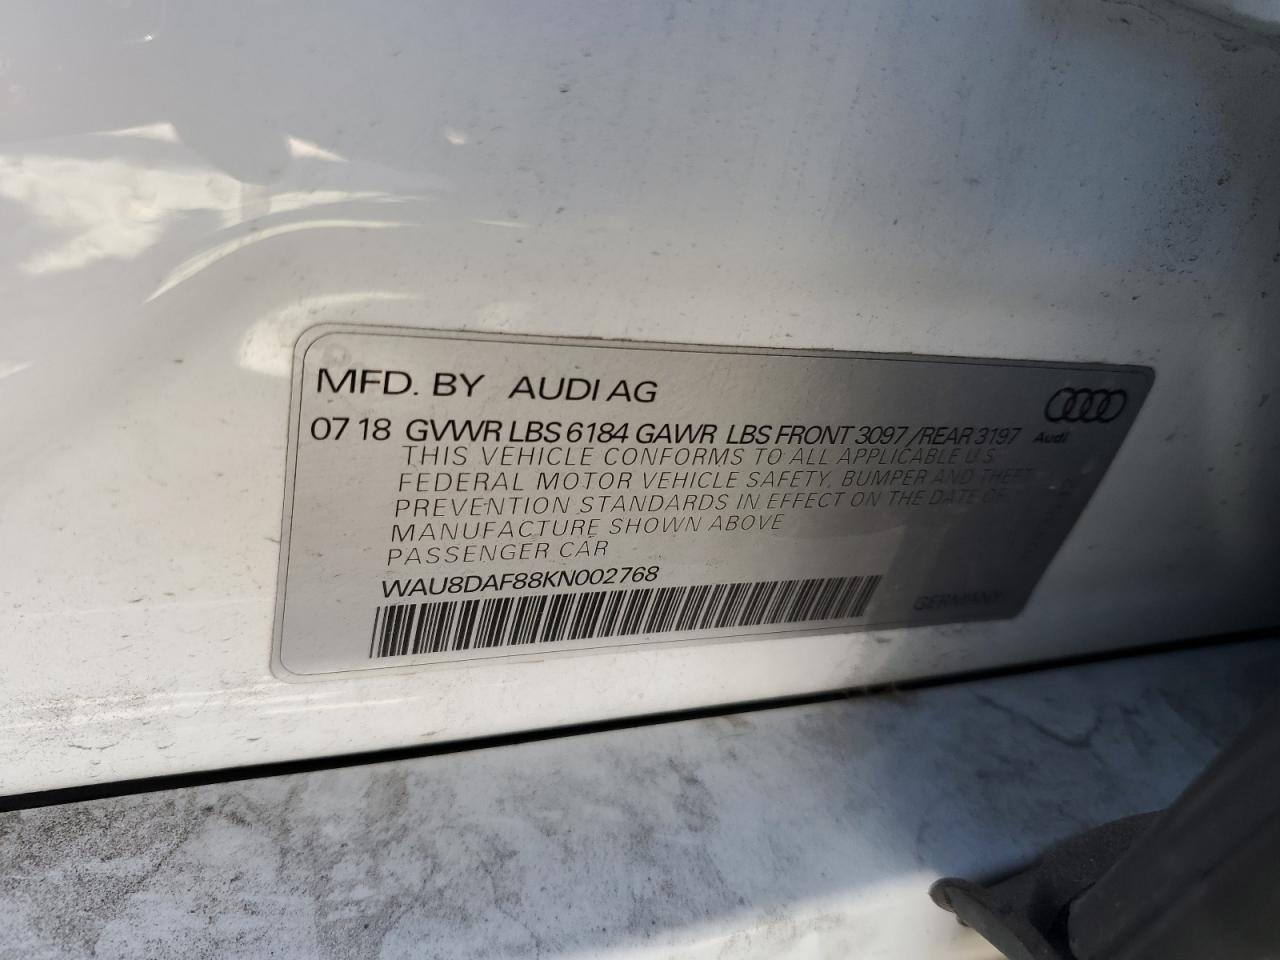 MFD. BY AUDI AG
07 18 GVWR LBS 6184 GAWR LBS FRONT 3097 / REAR 3197
Audi
THIS VEHICLE CONFORMS TO ALL APPLICABLE U.S.
FEDERAL MOTOR VEHICLE SAFETY, BUMPER AND THEFT
PREVENTION STANDARDS IN EFFECT ON THE DATE OF
MANUFACTURE SHOWN ABOVE
PASSENGER CAR
WAU8DAF88KN002768
GERMANY